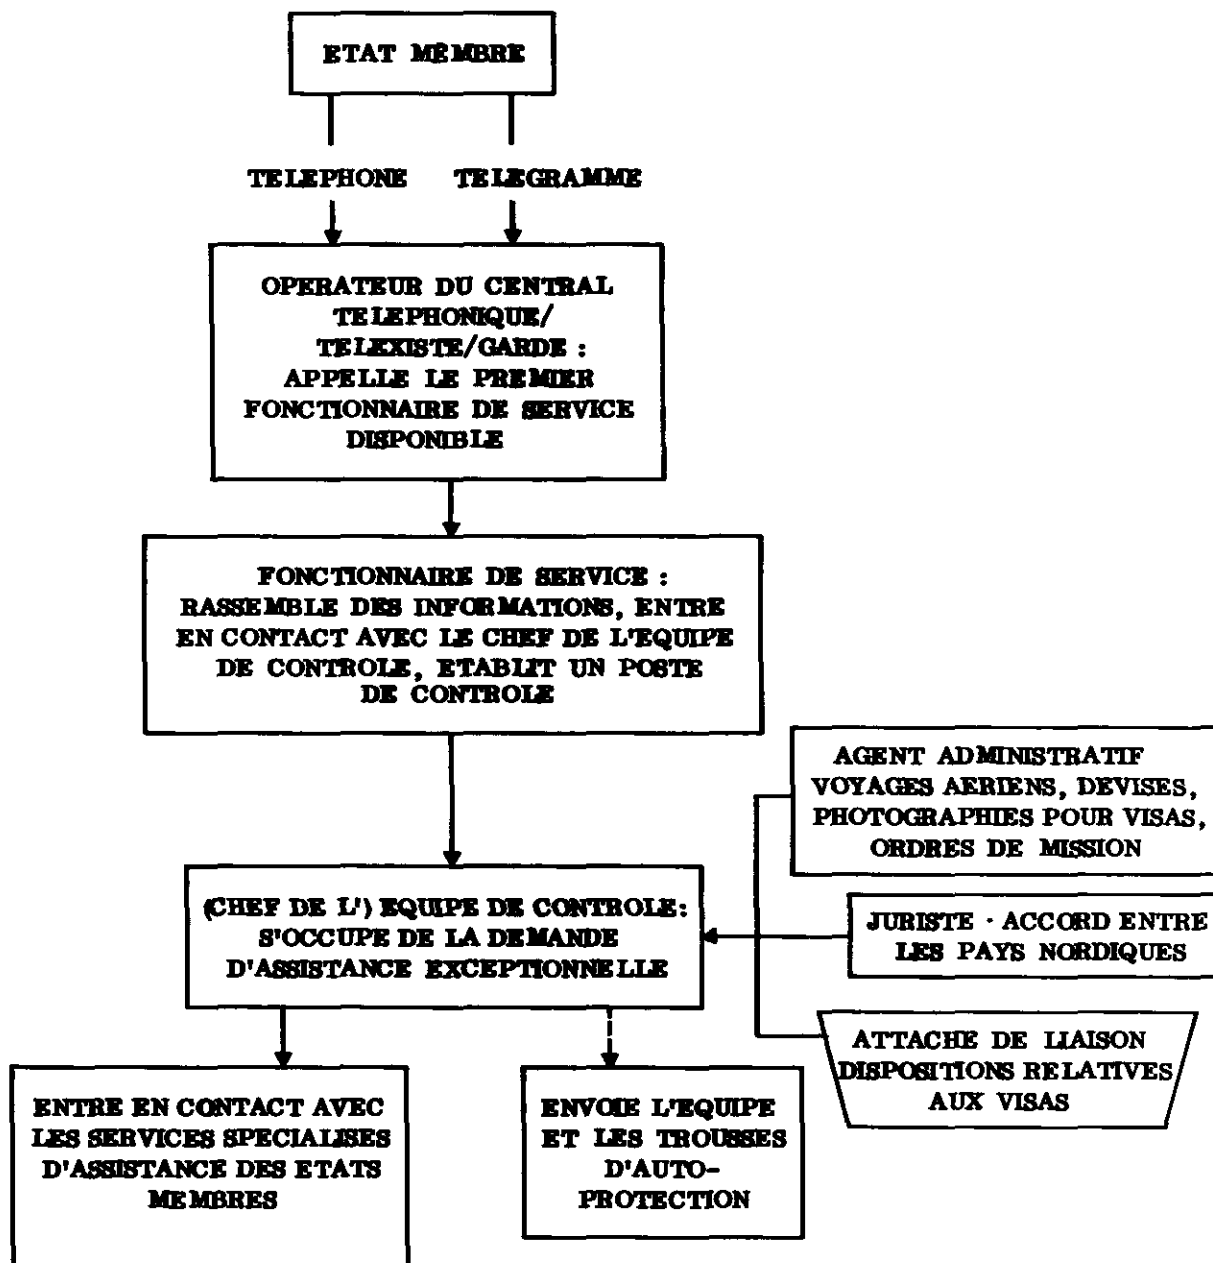 ETAT MEMBRE
TELEPHONE TELEGRAMME
OPERATEUR DU CENTRAL
TELEPHONIQUE/
TELEXISTE/GARDE :
APPELLE LE PREMIER
FONCTIONNAIRE DE SERVICE
DISPONIBLE
FONCTIONNAIRE DE SERVICE :
RASSEMBLE DES INFORMATIONS, ENTRE
EN CONTACT AVEC LE CHEF DE L'EQUIPE
DE CONTROLE, ETABLIT UN POSTE
DE CONTROLE
AGENT ADMINISTRATIF
VOYAGES AERIENS, DEVISES,
PHOTOGRAPHIES POUR VISAS,
ORDRES DE MISSION
(CHEF DE L') EQUIPE DE CONTROLE:
S'OCCUPE DE LA DEMANDE
D'ASSISTANCE EXCEPTIONNELLE
JURISTE - ACCORD ENTRE
LES PAYS NORDIQUES
ATTACHE DE LIAISON
DISPOSITIONS RELATIVES
AUX VISAS
ENTRE EN CONTACT AVEC
LES SERVICES SPECIALISES
D'ASSISTANCE DES ETATS
MEMBRES
ENVOIE L'EQUIPE
ET LES TROUSSES
D'AUTO-
PROTECTION